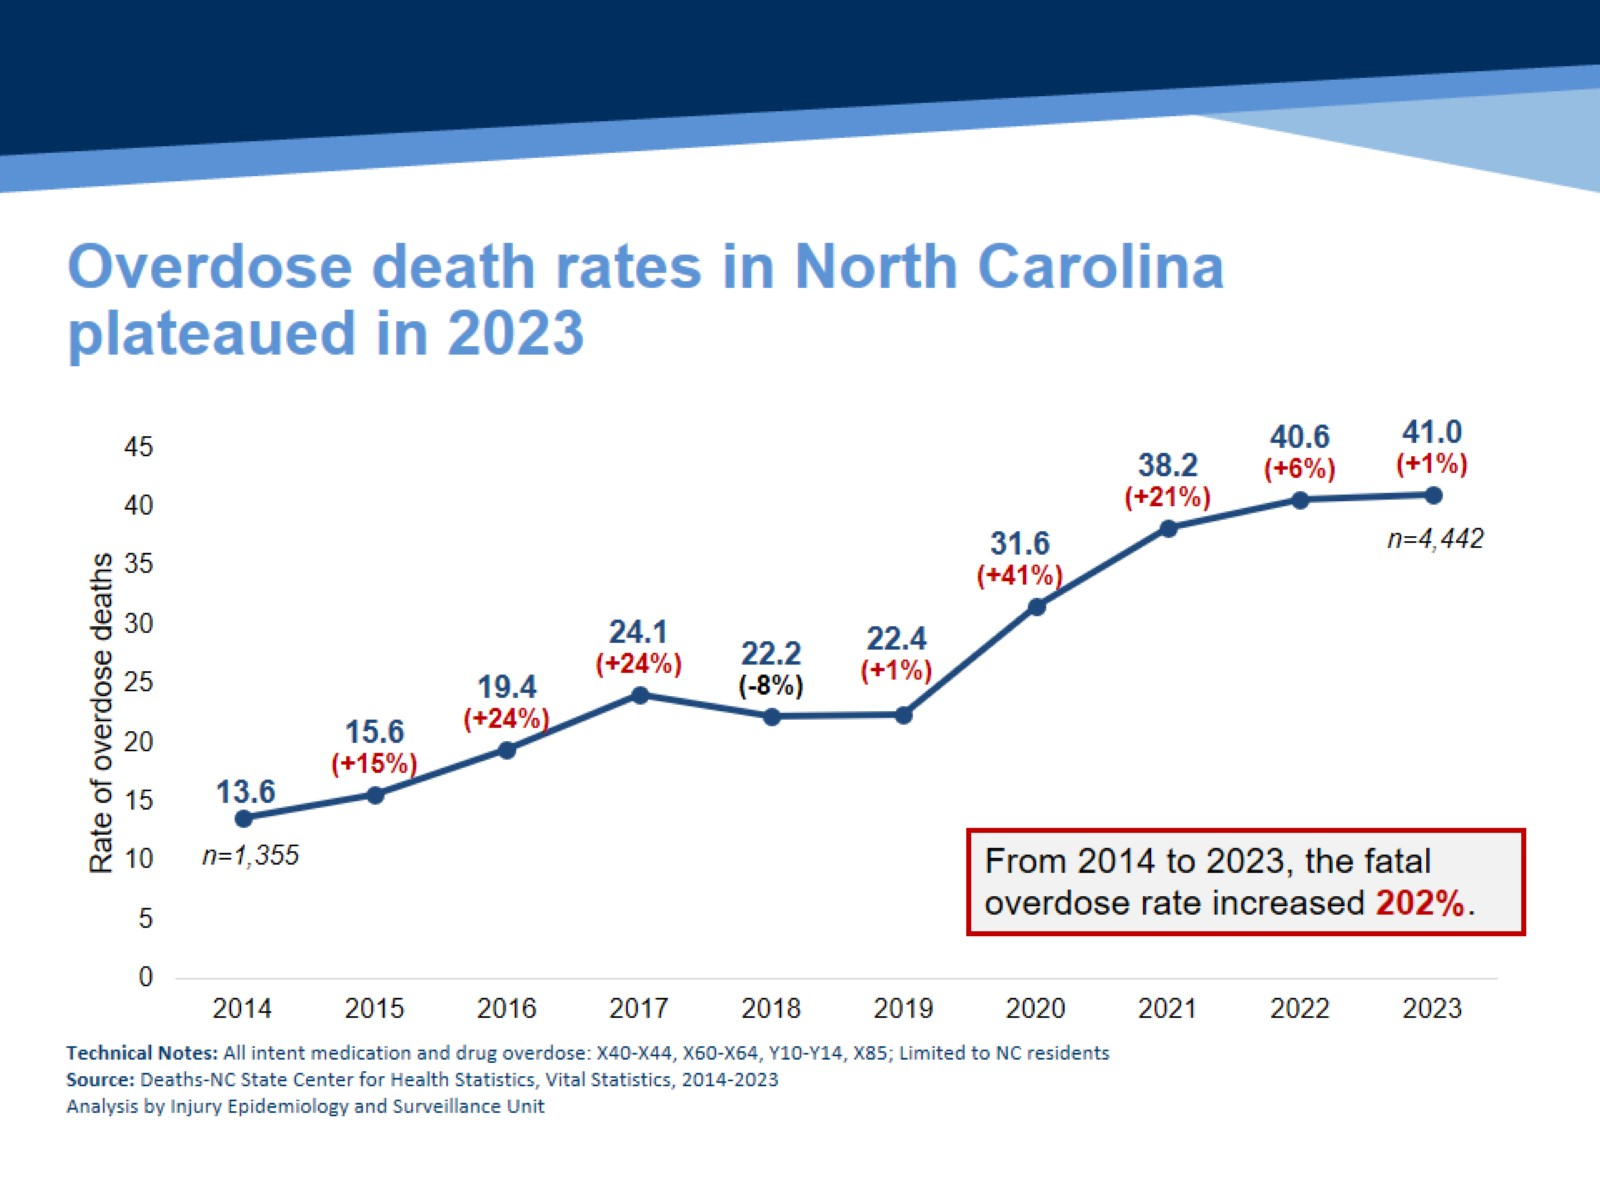 Overdose death rates in North Carolina
plateaued in 2023
Rate of overdose deaths
45
40
35
30
25
20
15
10
5
0
13.6
n=1,355
15.6
(+15%)
19.4
(+24%)
24.1
(+24%)
22.2
(-8%)
22.4
(+1%)
31.6
(+41%)
38.2
(+21%)
40.6
(+6%)
41.0
(+1%)
n=4,442
From 2014 to 2023, the fatal
overdose rate increased 202%.
2014 2015 2016 2017 2018 2019 2020 2021 2022 2023
Technical Notes: All intent medication and drug overdose: X40-X44, X60-X64, Y10-Y14, X85; Limited to NC residents
Source: Deaths-NC State Center for Health Statistics, Vital Statistics, 2014-2023
Analysis by Injury Epidemiology and Surveillance Unit